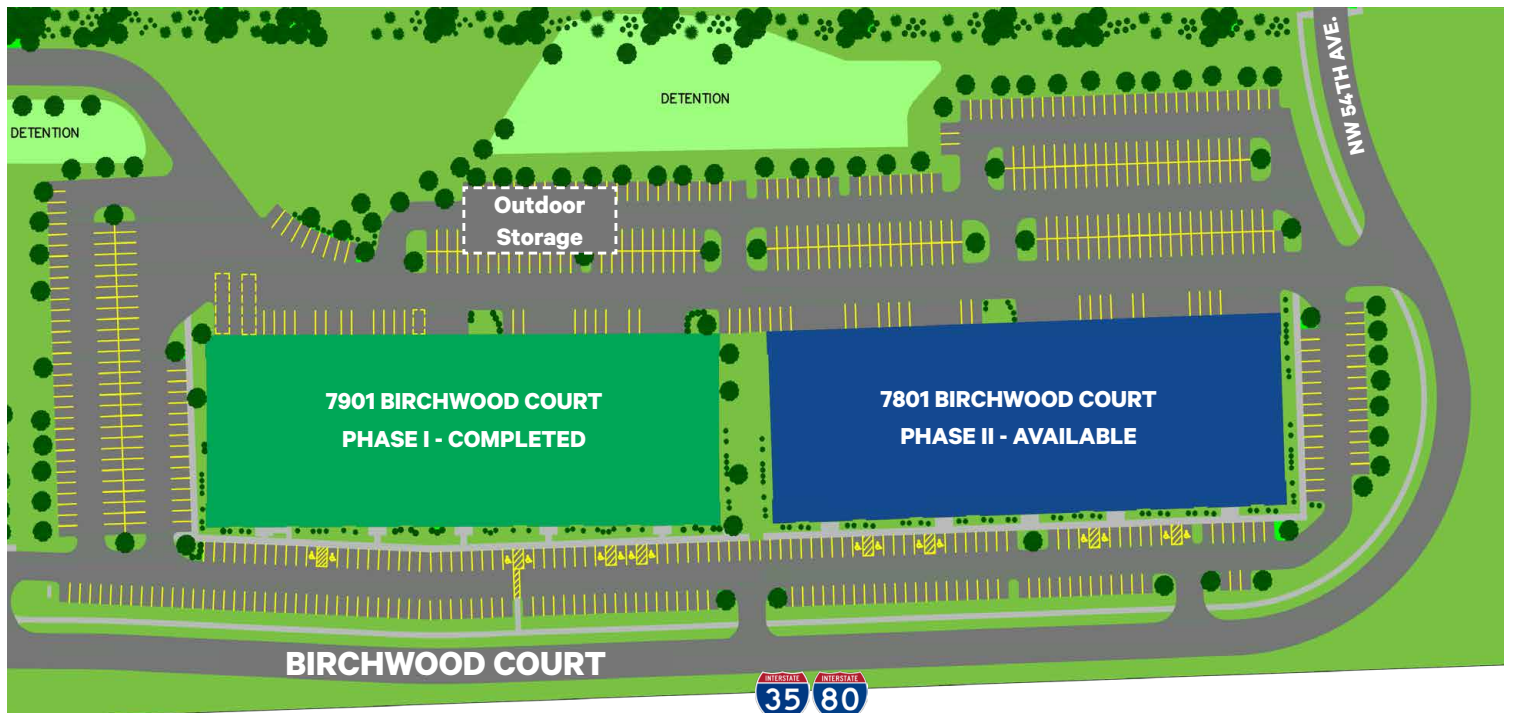 NW 54TH AVE.
DETENTION
DETENTION
Outdoor
Storage
7901 BIRCHWOOD COURT
PHASE I - COMPLETED
7801 BIRCHWOOD COURT
PHASE II - AVAILABLE
BIRCHWOOD COURT
INTERSTATE
35
INTERSTATE
80